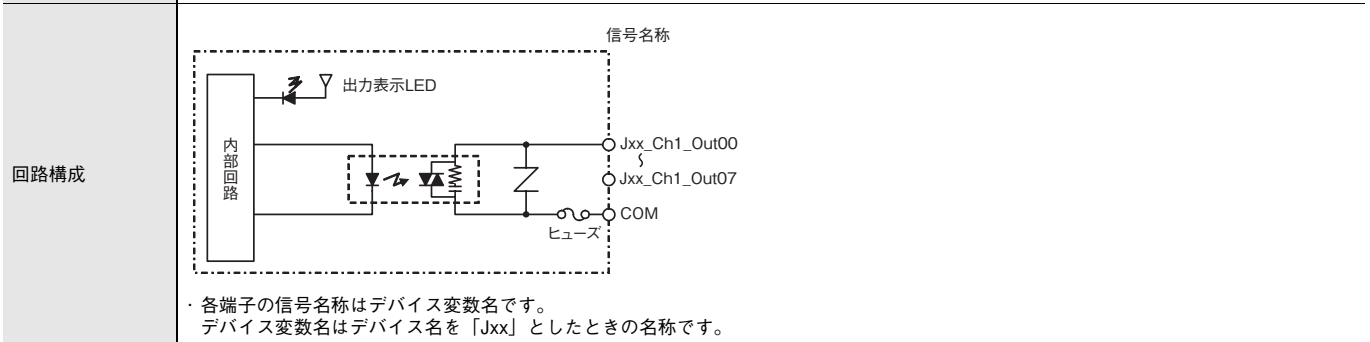 回路構成
信号名称
出力表示LED
内部回路
Jxx_Ch1_Out00
～
Jxx_Ch1_Out07
COM
ヒューズ
・各端子の信号名称はデバイス変数名です。
デバイス変数名はデバイス名を「Jxx」としたときの名称です。